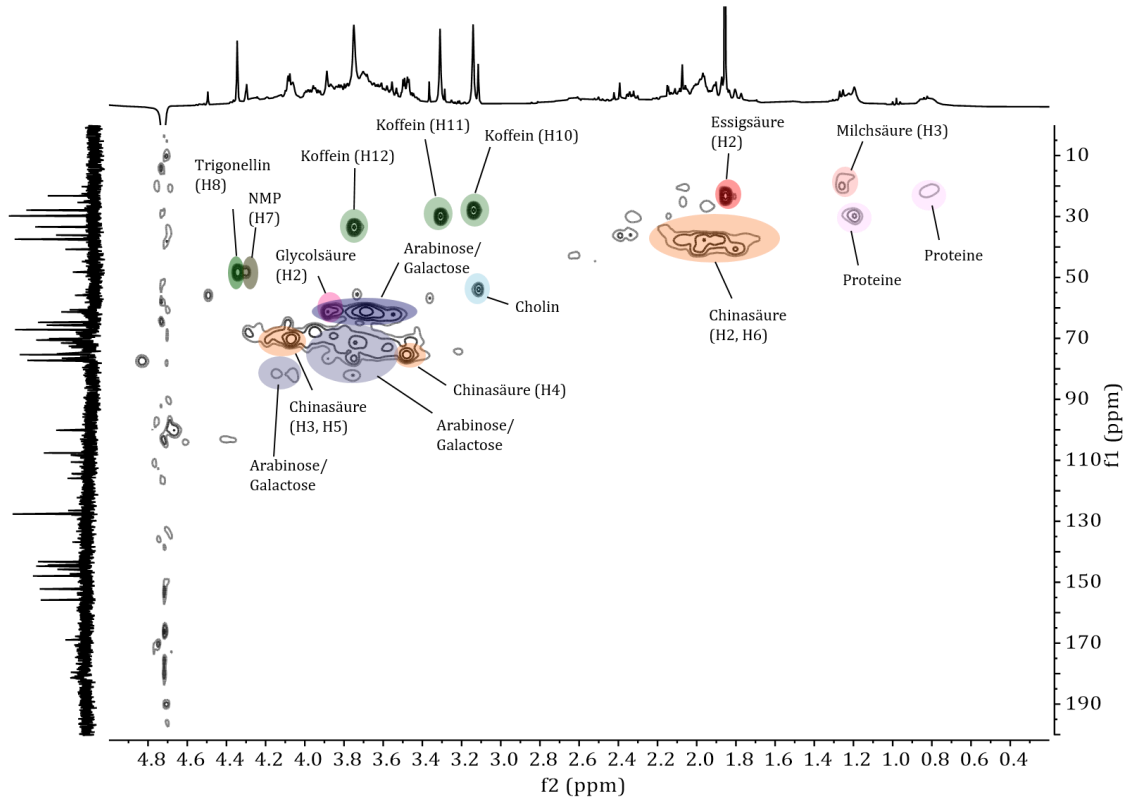 Koffein (H11)
Essigsäure
(H2)
Milchsäure (H3)
Koffein (H10)
Koffein (H12)
Trigonellin
(H8)
NMP
(H7)
Glycolsäure
(H2)
Arabinose/
Galactose
Proteine
Proteine
Cholin
Chinasäure
(H2, H6)
Chinasäure (H4)
Chinasäure
(H3, H5)
Arabinose/
Galactose
Arabinose/
Galactose
10
30
50
70
90
110
130
150
170
190
f1 (ppm)
4.8 4.6 4.4 4.2 4.0 3.8 3.6 3.4 3.2 3.0 2.8 2.6 2.4 2.2 2.0 1.8 1.6 1.4 1.2 1.0 0.8 0.6 0.4
f2 (ppm)